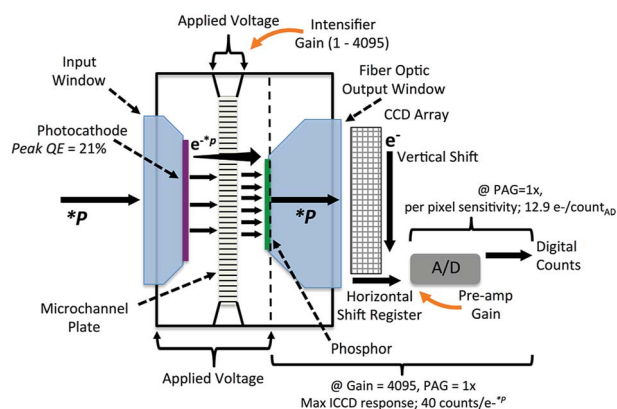 Applied Voltage
Intensifier
Gain (1 - 4095)
Input
Window
Fiber Optic
Output Window
CCD Array
Photocathode
Peak QE = 21%
e-*p
e-
Vertical Shift
@ PAG=1x,
per pixel sensitivity; 12.9 e-/countAD
*P
*P
A/D
Digital
Counts
Microchannel
Plate
Horizontal
Shift Register
Pre-amp
Gain
Phosphor
Applied Voltage
@ Gain = 4095, PAG = 1x
Max ICCD response; 40 counts/e-*p